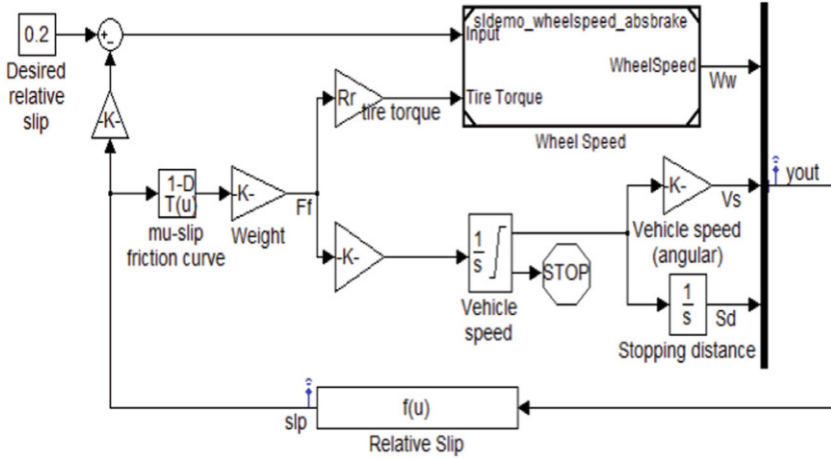 0.2
Desired
relative
slip
+
-
-K-
sldemo_wheelspeed_absbrake
Input
WheelSpeed
Tire Torque
Wheel Speed
Ww
Rr
tire torque
1-D
T(u)
mu-slip
friction curve
-K-
Weight
Ff
-K-
1
s
Vehicle
speed
STOP
-K-
Vs
Vehicle speed
(angular)
1
s
Sd
Stopping distance
yout
slp
f(u)
Relative Slip